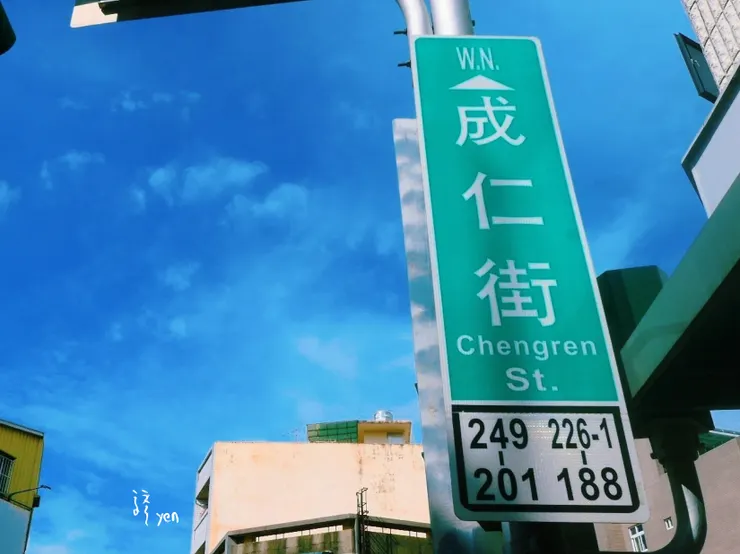 W.N.
成仁街
Chengren
St.
249 226-1
201 188
yen